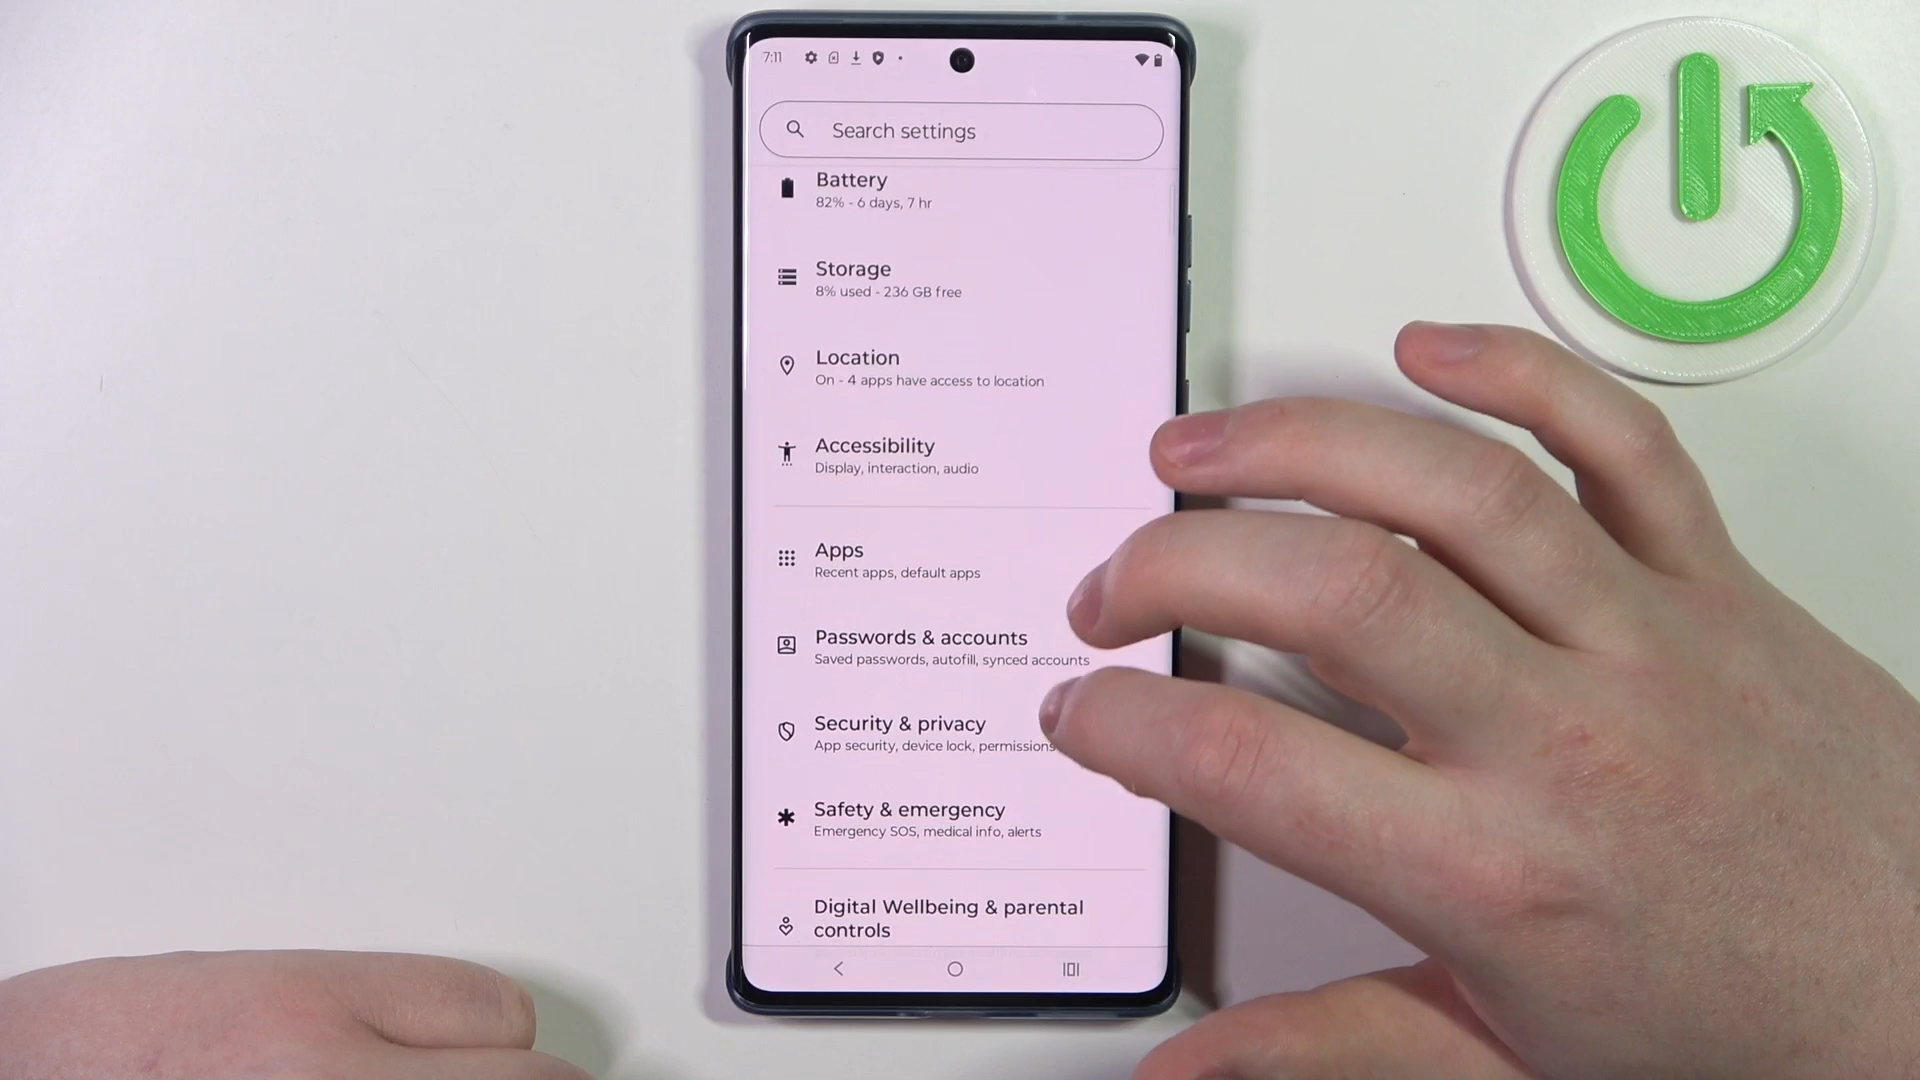 7:11
Search settings
Battery
82% - 6 days, 7 hr
Storage
8% used - 236 GB free
Location
On - 4 apps have access to location
Accessibility
Display, interaction, audio
Apps
Recent apps, default apps
Passwords & accounts
Saved passwords, autofill, synced accounts
Security & privacy
App security, device lock, permissions
Safety & emergency
Emergency SOS, medical info, alerts
Digital Wellbeing & parental
controls